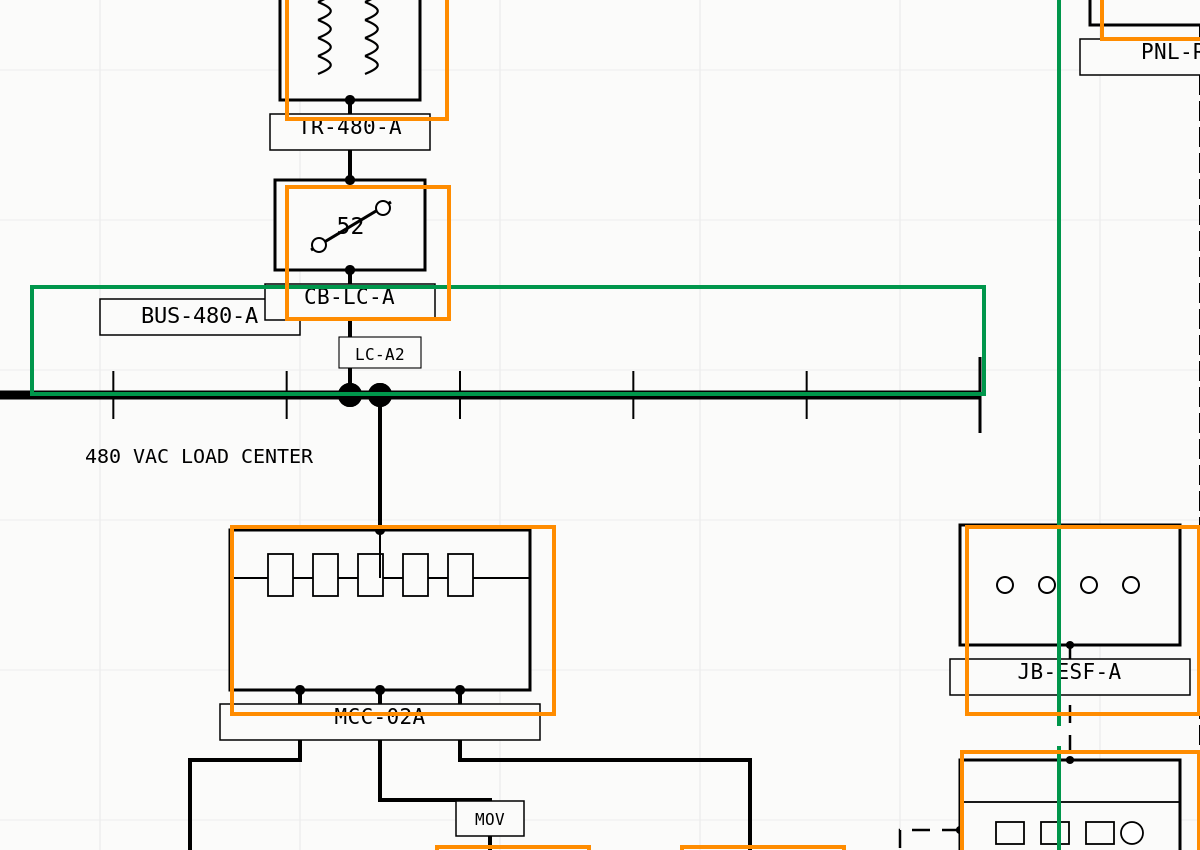 PNL-P
TR-480-A
52
CB-LC-A
BUS-480-A
LC-A2
480 VAC LOAD CENTER
JB-ESF-A
MCC-02A
MOV